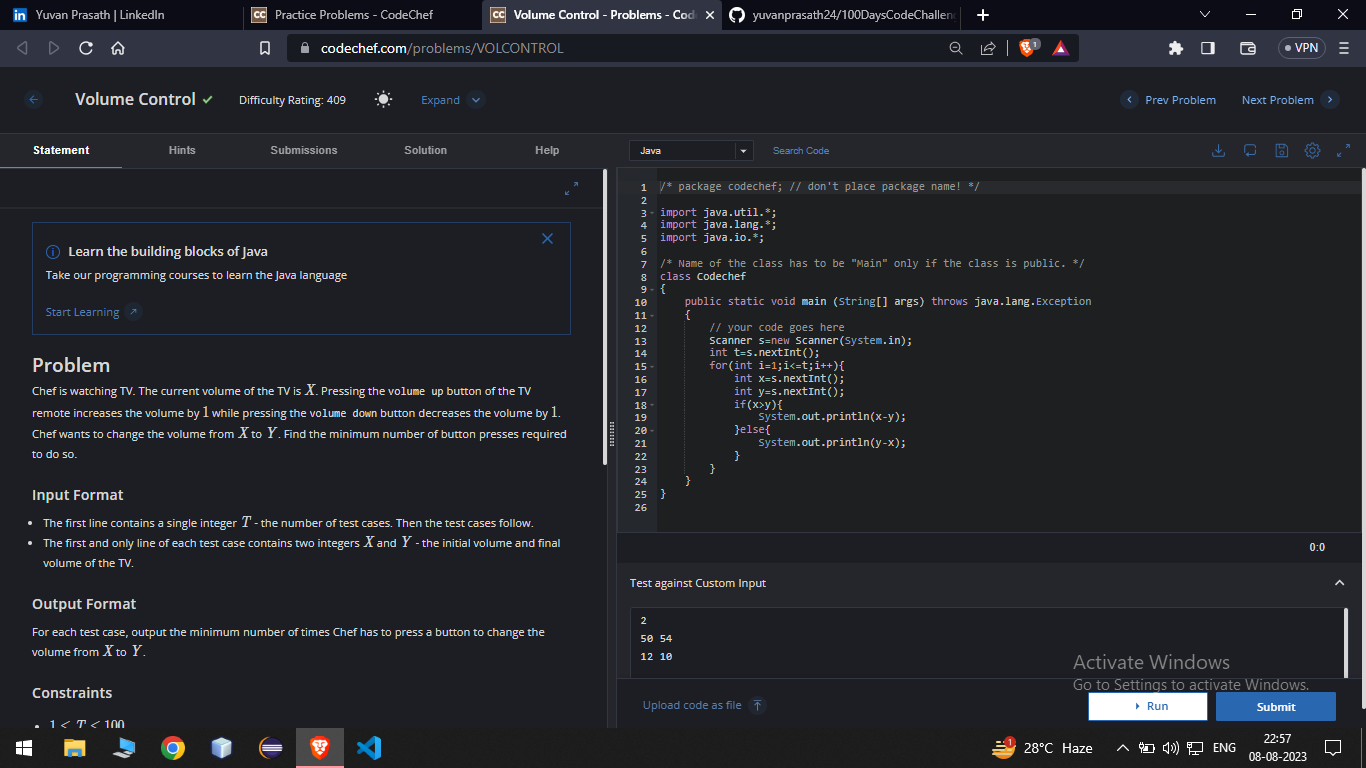 Yuvan Prasath | LinkedIn
Practice Problems - CodeChef
Volume Control - Problems - Code
yuvanprasath24/100DaysCodeChallen
codechef.com/problems/VOLCONTROL
1
VPN
Volume Control
Difficulty Rating: 409
Expand
Prev Problem
Next Problem
Statement
Hints
Submissions
Solution
Help
Learn the building blocks of Java
Take our programming courses to learn the Java language
Start Learning
Problem
Chef is watching TV. The current volume of the TV is X. Pressing the volume up button of the TV
remote increases the volume by 1 while pressing the volume down button decreases the volume by 1.
Chef wants to change the volume from X to Y. Find the minimum number of button presses required
to do so.
Input Format
• The first line contains a single integer T - the number of test cases. Then the test cases follow.
• The first and only line of each test case contains two integers X and Y - the initial volume and final
volume of the TV.
Output Format
For each test case, output the minimum number of times Chef has to press a button to change the
volume from X to Y.
Constraints
• 1 ≤ T ≤ 100
Java
Search Code
1 /* package codechef; // don't place package name! */
2
3 import java.util.*;
4 import java.lang.*;
5 import java.io.*;
6
7 /* Name of the class has to be "Main" only if the class is public. */
8 class Codechef
9 {
10 public static void main (String[] args) throws java.lang.Exception
11 {
12 // your code goes here
13 Scanner s=new Scanner(System.in);
14 int t=s.nextInt();
15 for(int i=1;i<=t;i++){
16 int x=s.nextInt();
17 int y=s.nextInt();
18 if(x>y){
19 System.out.println(x-y);
20 }else{
21 System.out.println(y-x);
22 }
23 }
24 }
25 }
26
0:0
Test against Custom Input
2
50 54
12 10
Activate Windows
Go to Settings to activate Windows.
Upload code as file
Run
Submit
1
28°C Haze
ENG
22:57
08-08-2023